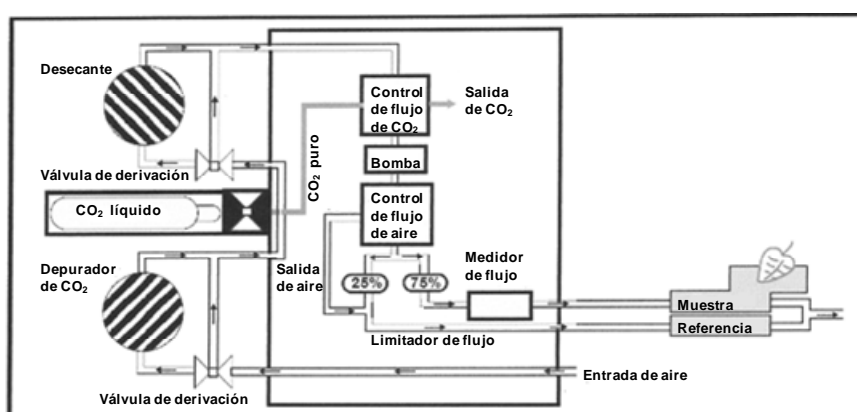 Desecante
Control
de flujo
de CO₂
Salida
de CO₂
Válvula de derivación
CO₂ puro
Bomba
CO₂ líquido
Control
de flujo
de aire
Depurador
de CO₂
Salida
de aire
25%
75%
Medidor
de flujo
Muestra
Referencia
Limitador de flujo
Entrada de aire
Válvula de derivación